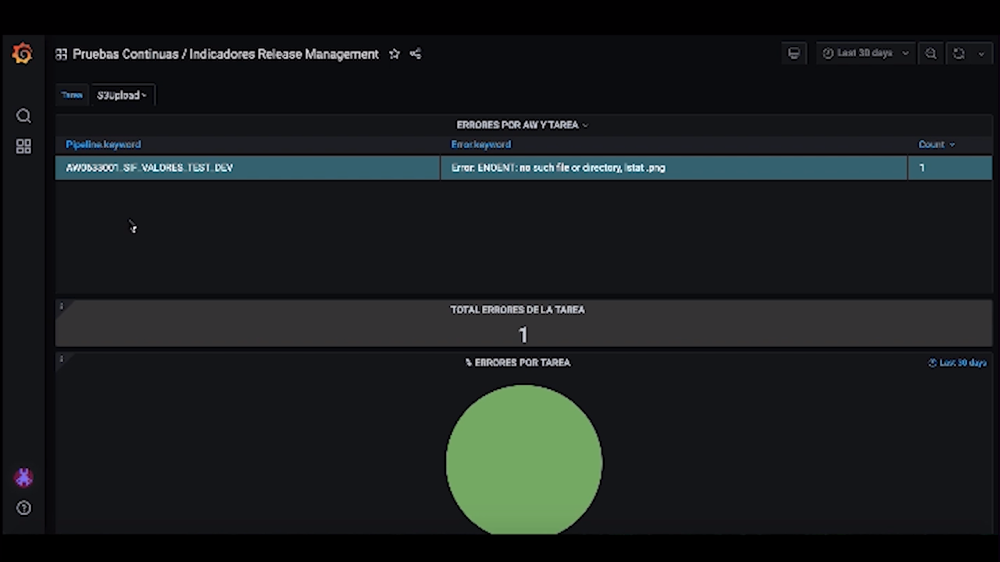 Pruebas Continuas / Indicadores Release Management
Last 30 days
Tarea
S3Upload
ERRORES POR AW Y TAREA
Pipeline.keyword
Error.keyword
Count
AW0633001_SIF_VALORES_TEST_DEV
Error: ENOENT: no such file or directory, lstat .png
1
TOTAL ERRORES DE LA TAREA
1
% ERRORES POR TAREA
Last 30 days